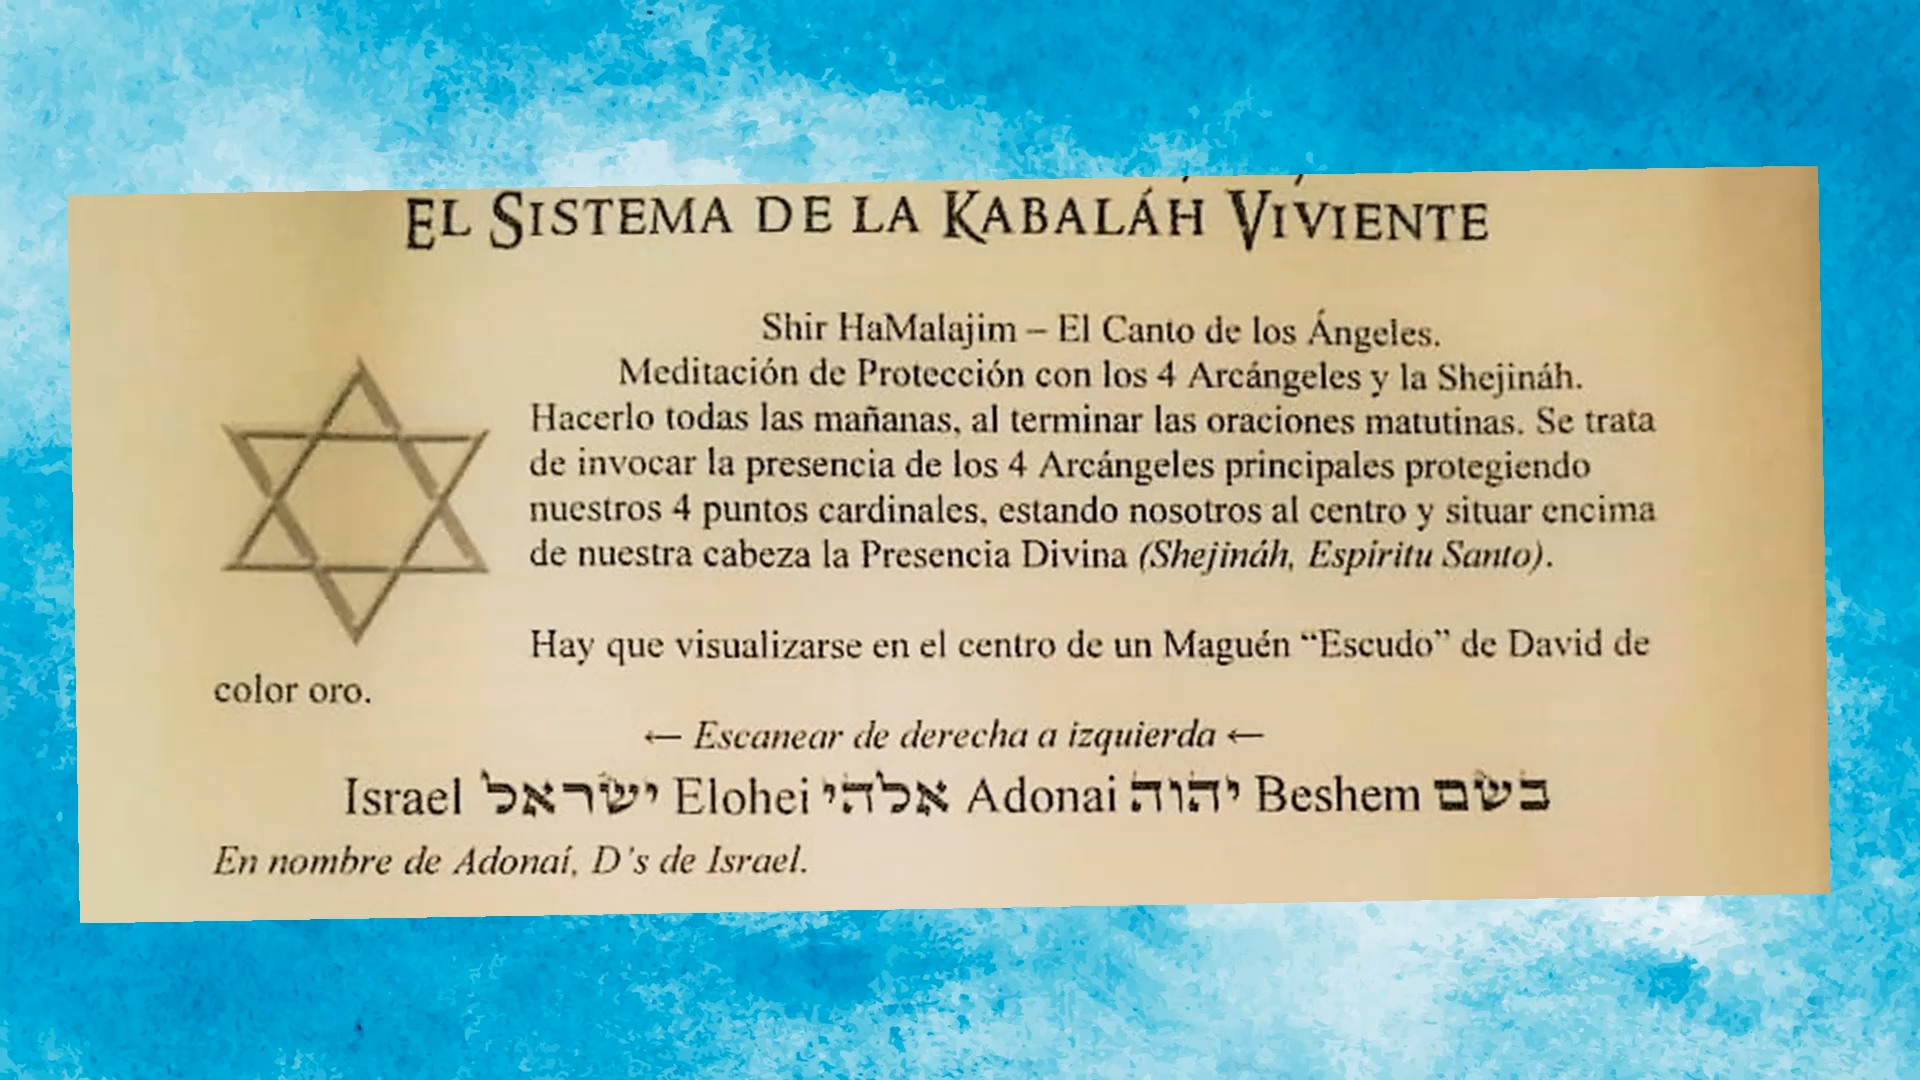 EL SISTEMA DE LA KABALÁH VIVIENTE
Shir HaMalajim – El Canto de los Ángeles.
Meditación de Protección con los 4 Arcángeles y la Shejináh.
Hacerlo todas las mañanas, al terminar las oraciones matutinas. Se trata
de invocar la presencia de los 4 Arcángeles principales protegiendo
nuestros 4 puntos cardinales, estando nosotros al centro y situar encima
de nuestra cabeza la Presencia Divina (Shejináh, Espíritu Santo).
Hay que visualizarse en el centro de un Maguén “Escudo” de David de
color oro.
← Escanear de derecha a izquierda ←
Israel ישראל Elohei אלהי Adonai יהוה Beshem בשם
En nombre de Adonaí, D’s de Israel.